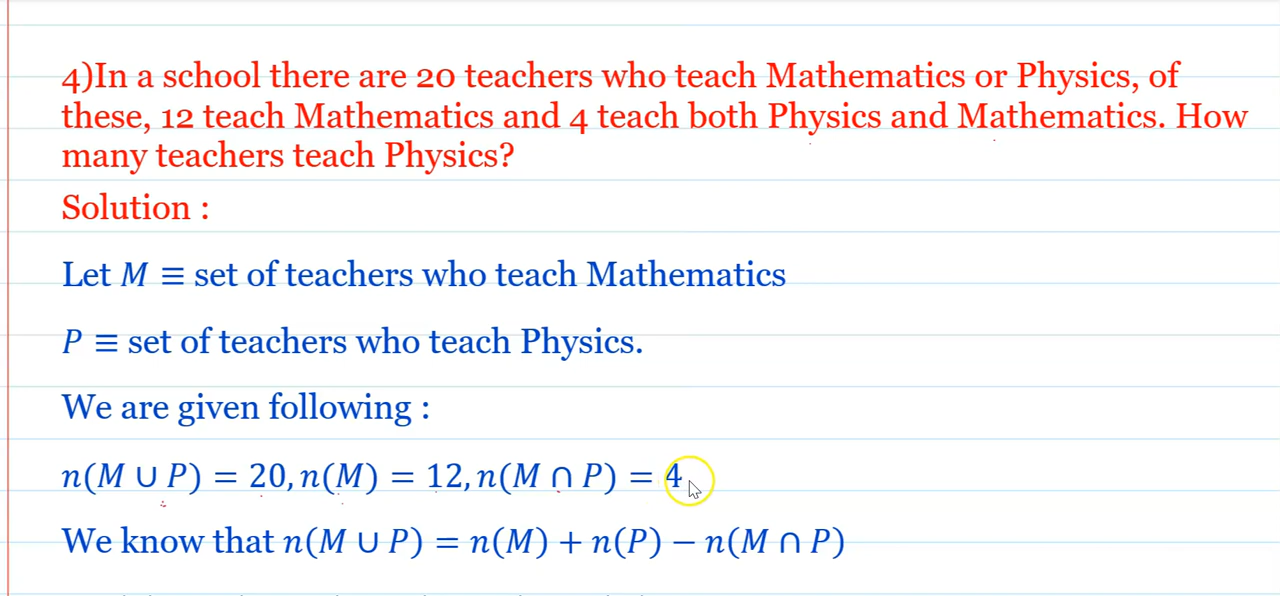 4)In a school there are 20 teachers who teach Mathematics or Physics, of
these, 12 teach Mathematics and 4 teach both Physics and Mathematics. How
many teachers teach Physics?
Solution :
Let M ≡ set of teachers who teach Mathematics
P ≡ set of teachers who teach Physics.
We are given following :
n(M ∪ P) = 20, n(M) = 12, n(M ∩ P) = 4
We know that n(M ∪ P) = n(M) + n(P) − n(M ∩ P)